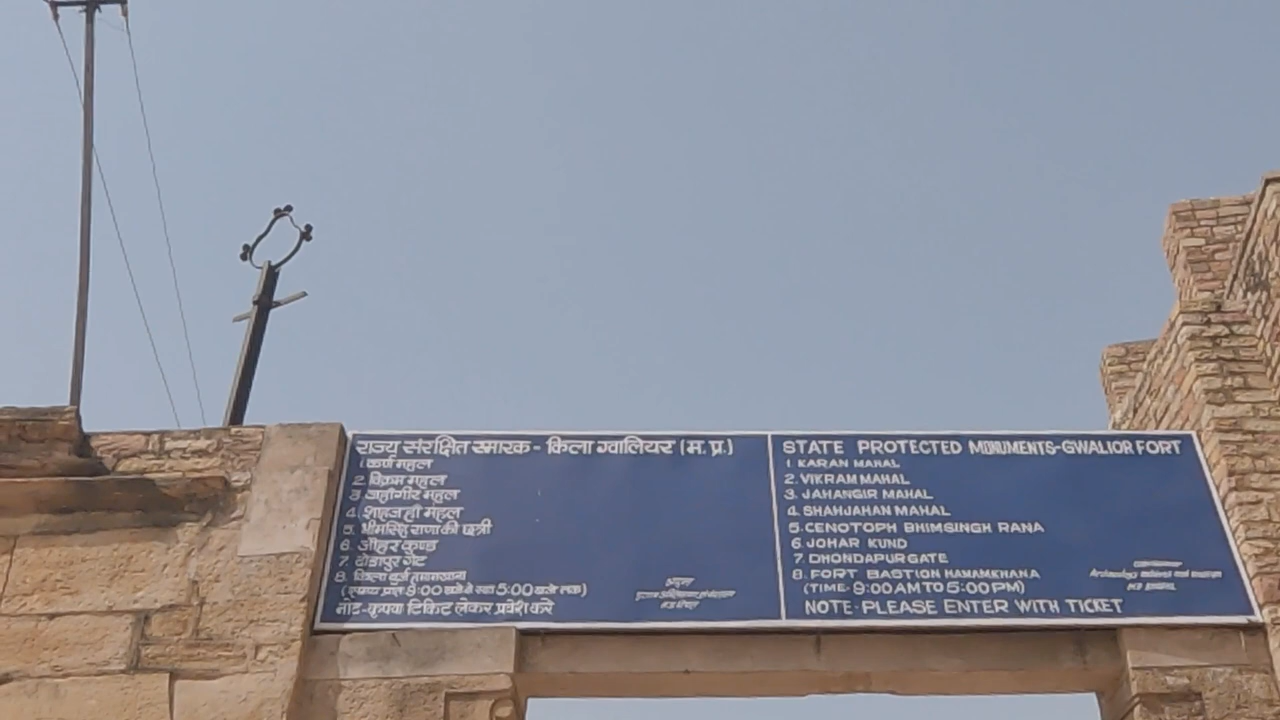 राज्य संरक्षित स्मारक - किला ग्वालियर (म. प्र.)
1. कर्ण महल
2. विक्रम महल
3. जहाँगीर महल
4. शाहजहाँ महल
5. भीमसिंह राणा की छत्री
6. जौहर कुण्ड
7. ढोंढापुर गेट
8. किला बुर्ज
9:00 बजे से 5:00 बजे तक)
नोट-कृपया टिकिट लेकर प्रवेश करे
STATE PROTECTED MONUMENTS-GWALIOR FORT
1. KARAN MAHAL
2. VIKRAM MAHAL
3. JAHANGIR MAHAL
4. SHAHJAHAN MAHAL
5. CENOTOPH BHIMSINGH RANA
6. JOHAR KUND
7. DHONDAPUR GATE
8. FORT BASTION HAMAMKHANA
(TIME- 9:00 AM TO 5:00 PM)
NOTE-PLEASE ENTER WITH TICKET